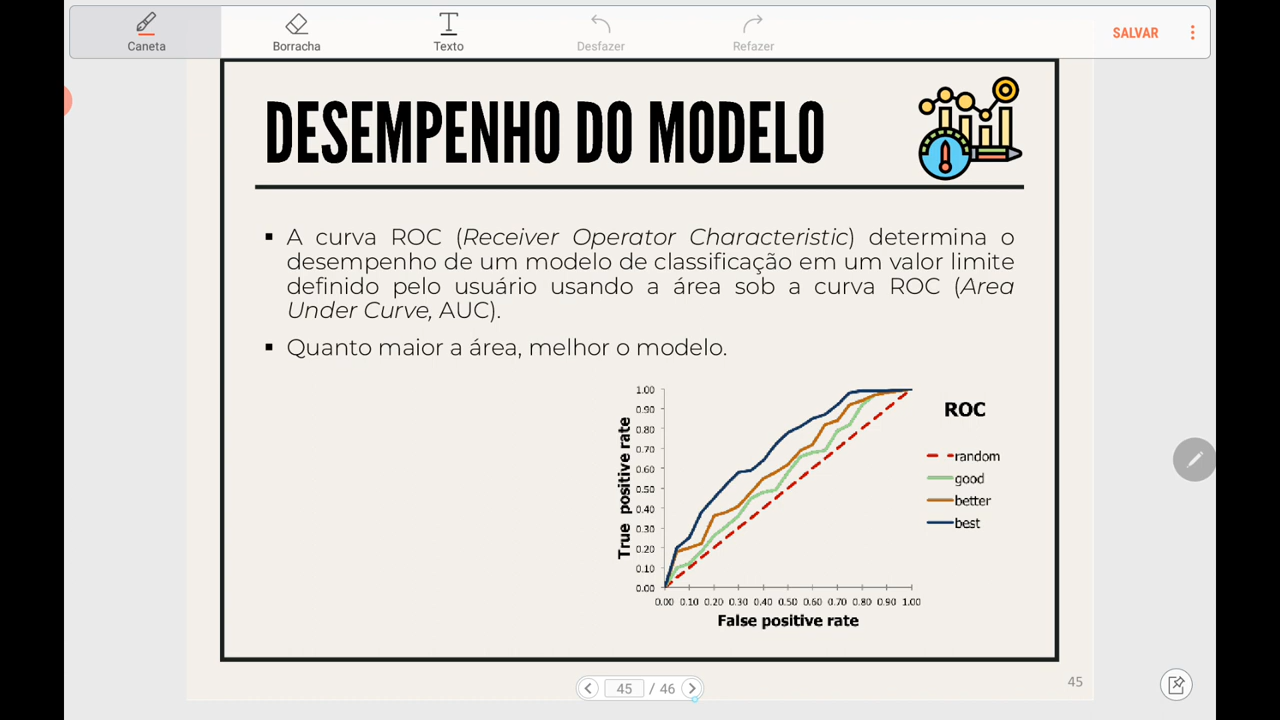 Caneta
Borracha
Texto
Desfazer
Refazer
SALVAR
DESEMPENHO DO MODELO
▪ A curva ROC (Receiver Operator Characteristic) determina o
desempenho de um modelo de classificação em um valor limite
definido pelo usuário usando a área sob a curva ROC (Area
Under Curve, AUC).
▪ Quanto maior a área, melhor o modelo.
ROC
True positive rate
1.00
0.90
0.80
0.70
0.60
0.50
0.40
0.30
0.20
0.10
0.00
0.00 0.10 0.20 0.30 0.40 0.50 0.60 0.70 0.80 0.90 1.00
False positive rate
random
good
better
best
45 / 46
45